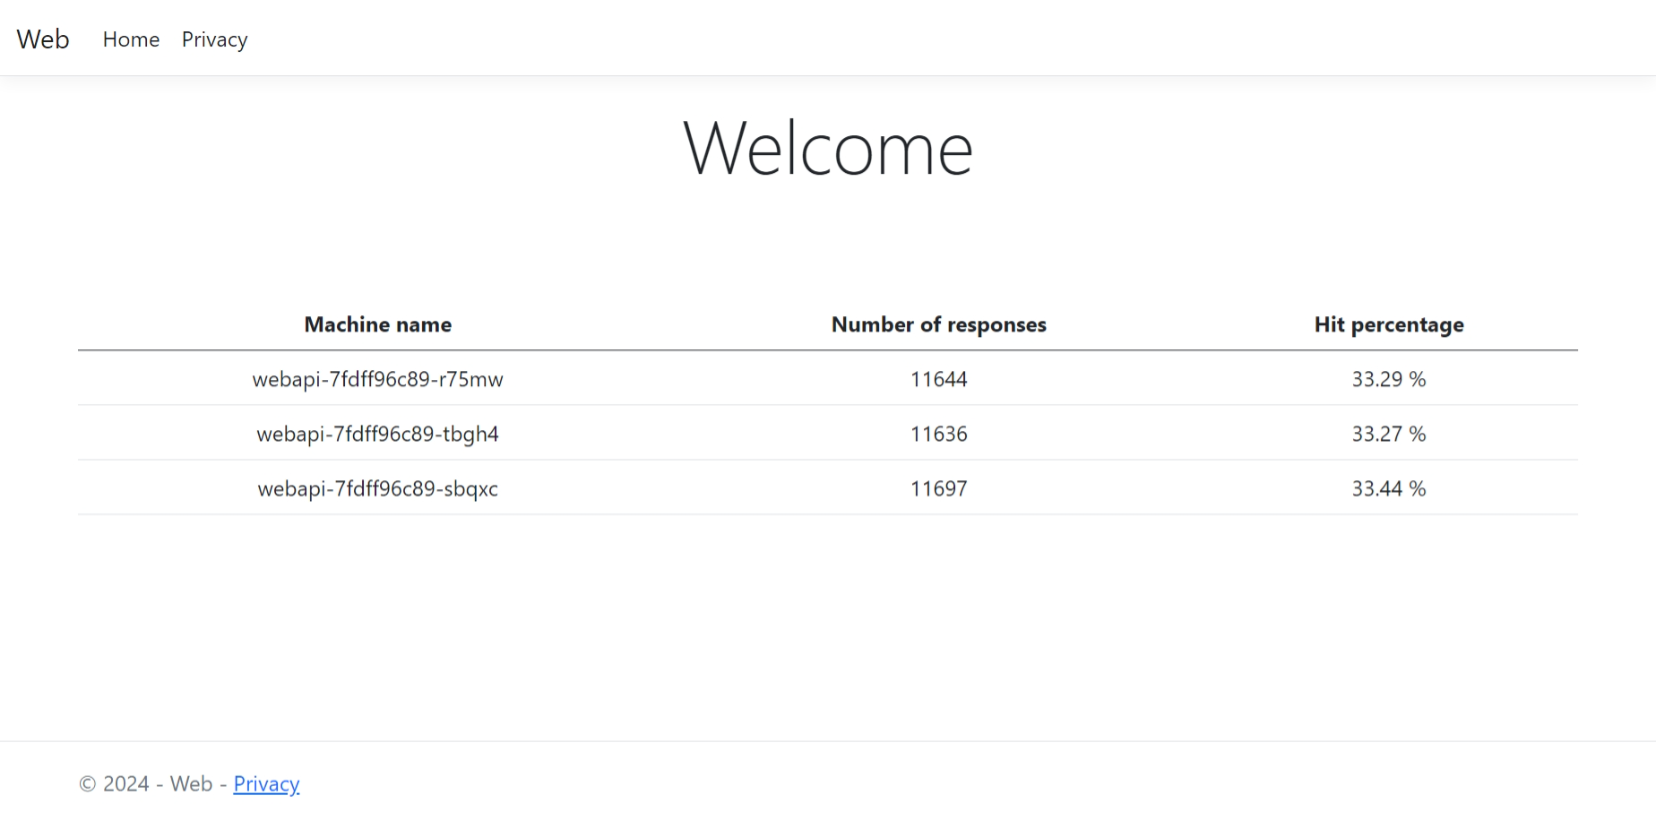 Web Home Privacy
Welcome
Machine name Number of responses Hit percentage
webapi-7fdff96c89-r75mw 11644 33.29 %
webapi-7fdff96c89-tbgh4 11636 33.27 %
webapi-7fdff96c89-sbqxc 11697 33.44 %
© 2024 - Web - Privacy